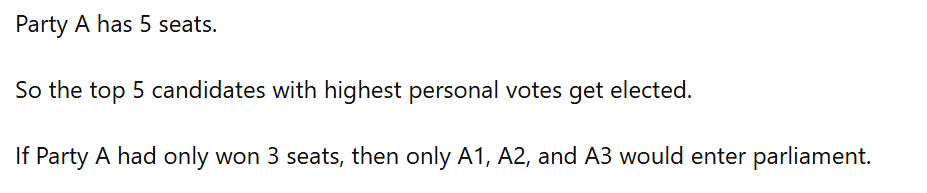 Party A has 5 seats.
So the top 5 candidates with highest personal votes get elected.
If Party A had only won 3 seats, then only A1, A2, and A3 would enter parliament.